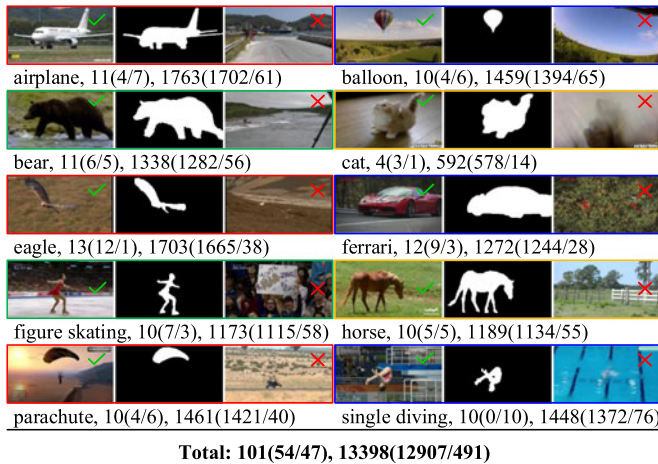 airplane, 11(4/7), 1763(1702/61)
balloon, 10(4/6), 1459(1394/65)
bear, 11(6/5), 1338(1282/56)
cat, 4(3/1), 592(578/14)
eagle, 13(12/1), 1703(1665/38)
ferrari, 12(9/3), 1272(1244/28)
figure skating, 10(7/3), 1173(1115/58)
horse, 10(5/5), 1189(1134/55)
parachute, 10(4/6), 1461(1421/40)
single diving, 10(0/10), 1448(1372/76)
Total: 101(54/47), 13398(12907/491)